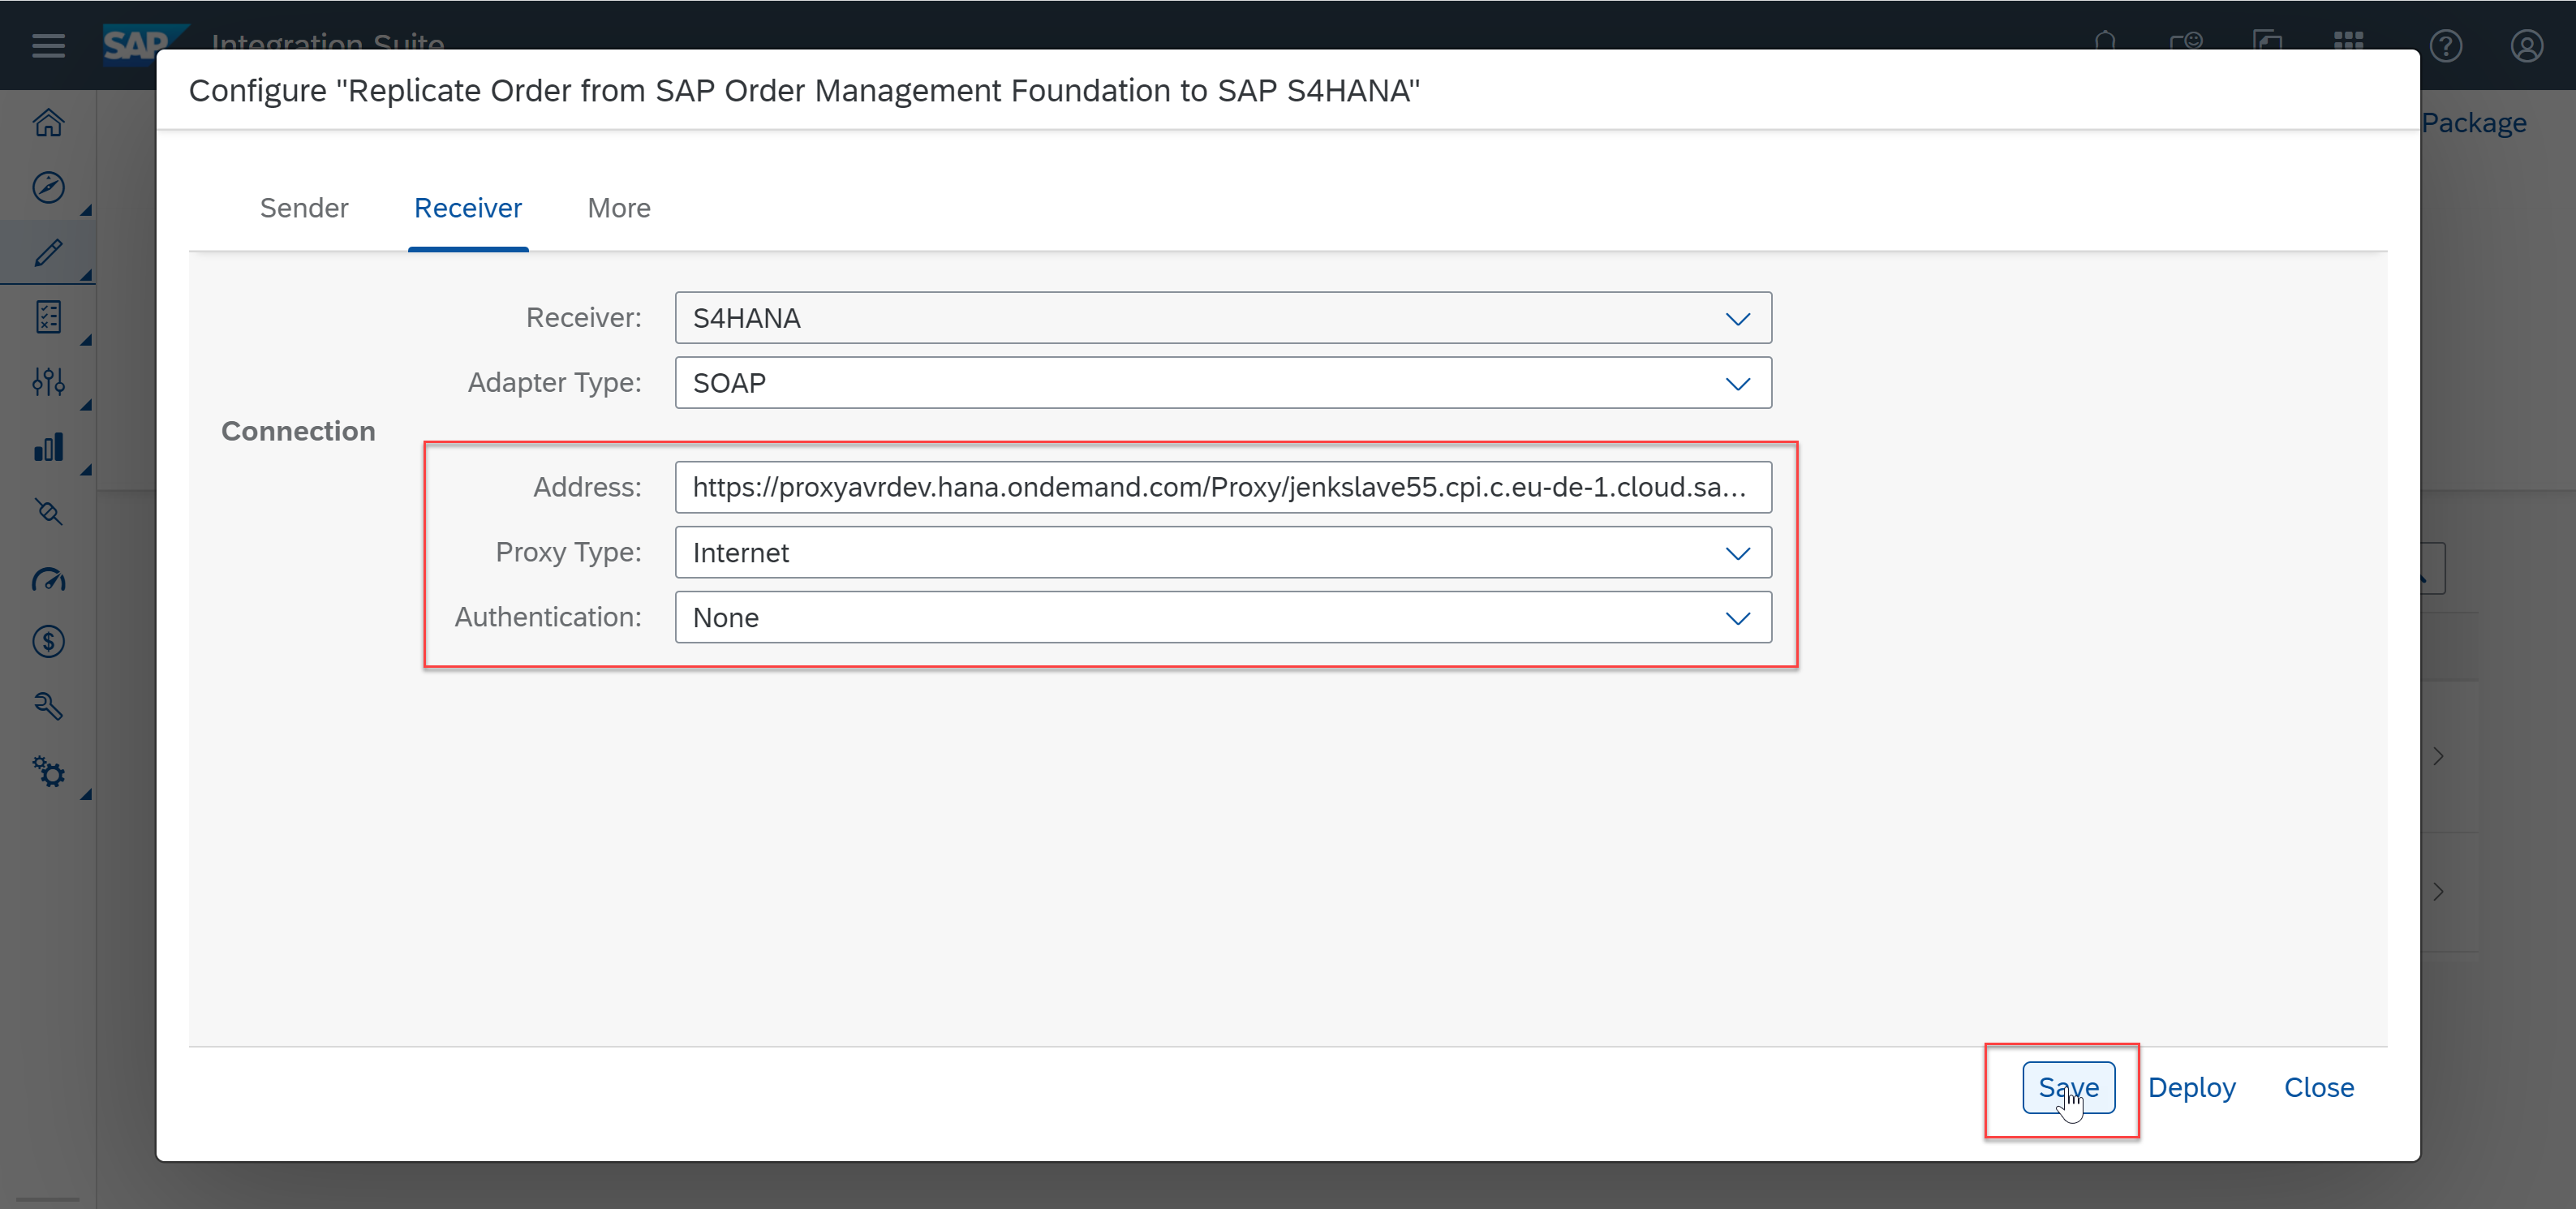 SAP Integration Suite
Configure "Replicate Order from SAP Order Management Foundation to SAP S4HANA"
Package
Sender Receiver More
Receiver: S4HANA
Adapter Type: SOAP
Connection
Address: https://proxyavrdev.hana.ondemand.com/Proxy/jenkslave55.cpi.c.eu-de-1.cloud.sa...
Proxy Type: Internet
Authentication: None
Save Deploy Close